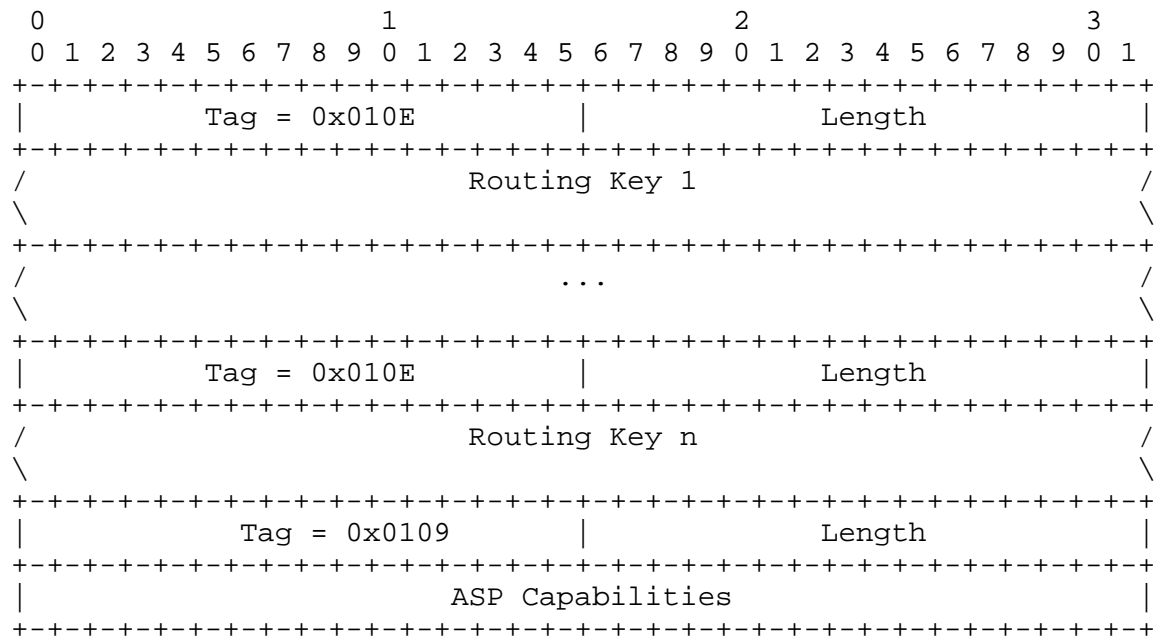 0                   1                   2                   3
 0 1 2 3 4 5 6 7 8 9 0 1 2 3 4 5 6 7 8 9 0 1 2 3 4 5 6 7 8 9 0 1
+-+-+-+-+-+-+-+-+-+-+-+-+-+-+-+-+-+-+-+-+-+-+-+-+-+-+-+-+-+-+-+-+
|          Tag = 0x010E         |             Length            |
+-+-+-+-+-+-+-+-+-+-+-+-+-+-+-+-+-+-+-+-+-+-+-+-+-+-+-+-+-+-+-+-+
/                         Routing Key 1                         /
\                                                               \
+-+-+-+-+-+-+-+-+-+-+-+-+-+-+-+-+-+-+-+-+-+-+-+-+-+-+-+-+-+-+-+-+
/                              ...                              /
\                                                               \
+-+-+-+-+-+-+-+-+-+-+-+-+-+-+-+-+-+-+-+-+-+-+-+-+-+-+-+-+-+-+-+-+
|          Tag = 0x010E         |             Length            |
+-+-+-+-+-+-+-+-+-+-+-+-+-+-+-+-+-+-+-+-+-+-+-+-+-+-+-+-+-+-+-+-+
/                         Routing Key n                         /
\                                                               \
+-+-+-+-+-+-+-+-+-+-+-+-+-+-+-+-+-+-+-+-+-+-+-+-+-+-+-+-+-+-+-+-+
|            Tag = 0x0109       |             Length            |
+-+-+-+-+-+-+-+-+-+-+-+-+-+-+-+-+-+-+-+-+-+-+-+-+-+-+-+-+-+-+-+-+
|                        ASP Capabilities                       |
+-+-+-+-+-+-+-+-+-+-+-+-+-+-+-+-+-+-+-+-+-+-+-+-+-+-+-+-+-+-+-+-+